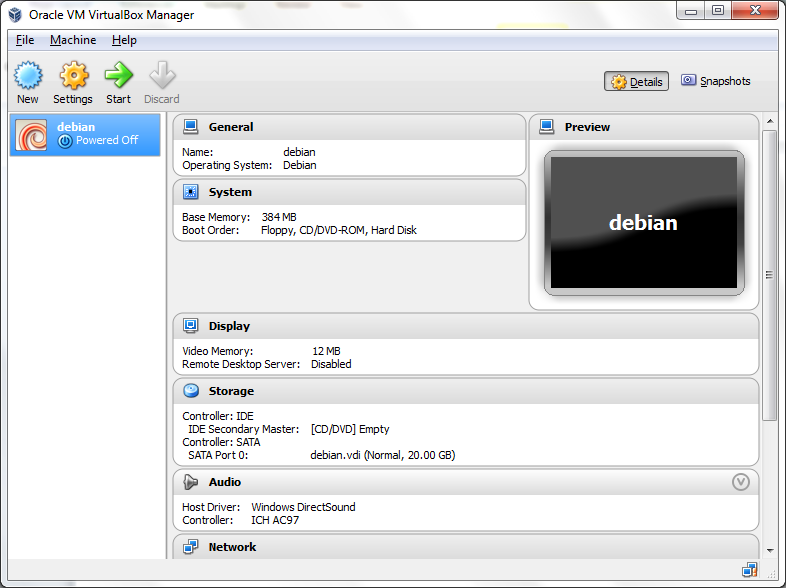 Oracle VM VirtualBox Manager
File Machine Help
New Settings Start Discard
Details Snapshots
debian
Powered Off
General
Name: debian
Operating System: Debian
System
Base Memory: 384 MB
Boot Order: Floppy, CD/DVD-ROM, Hard Disk
Preview
debian
Display
Video Memory: 12 MB
Remote Desktop Server: Disabled
Storage
Controller: IDE
IDE Secondary Master: [CD/DVD] Empty
Controller: SATA
SATA Port 0: debian.vdi (Normal, 20.00 GB)
Audio
Host Driver: Windows DirectSound
Controller: ICH AC97
Network